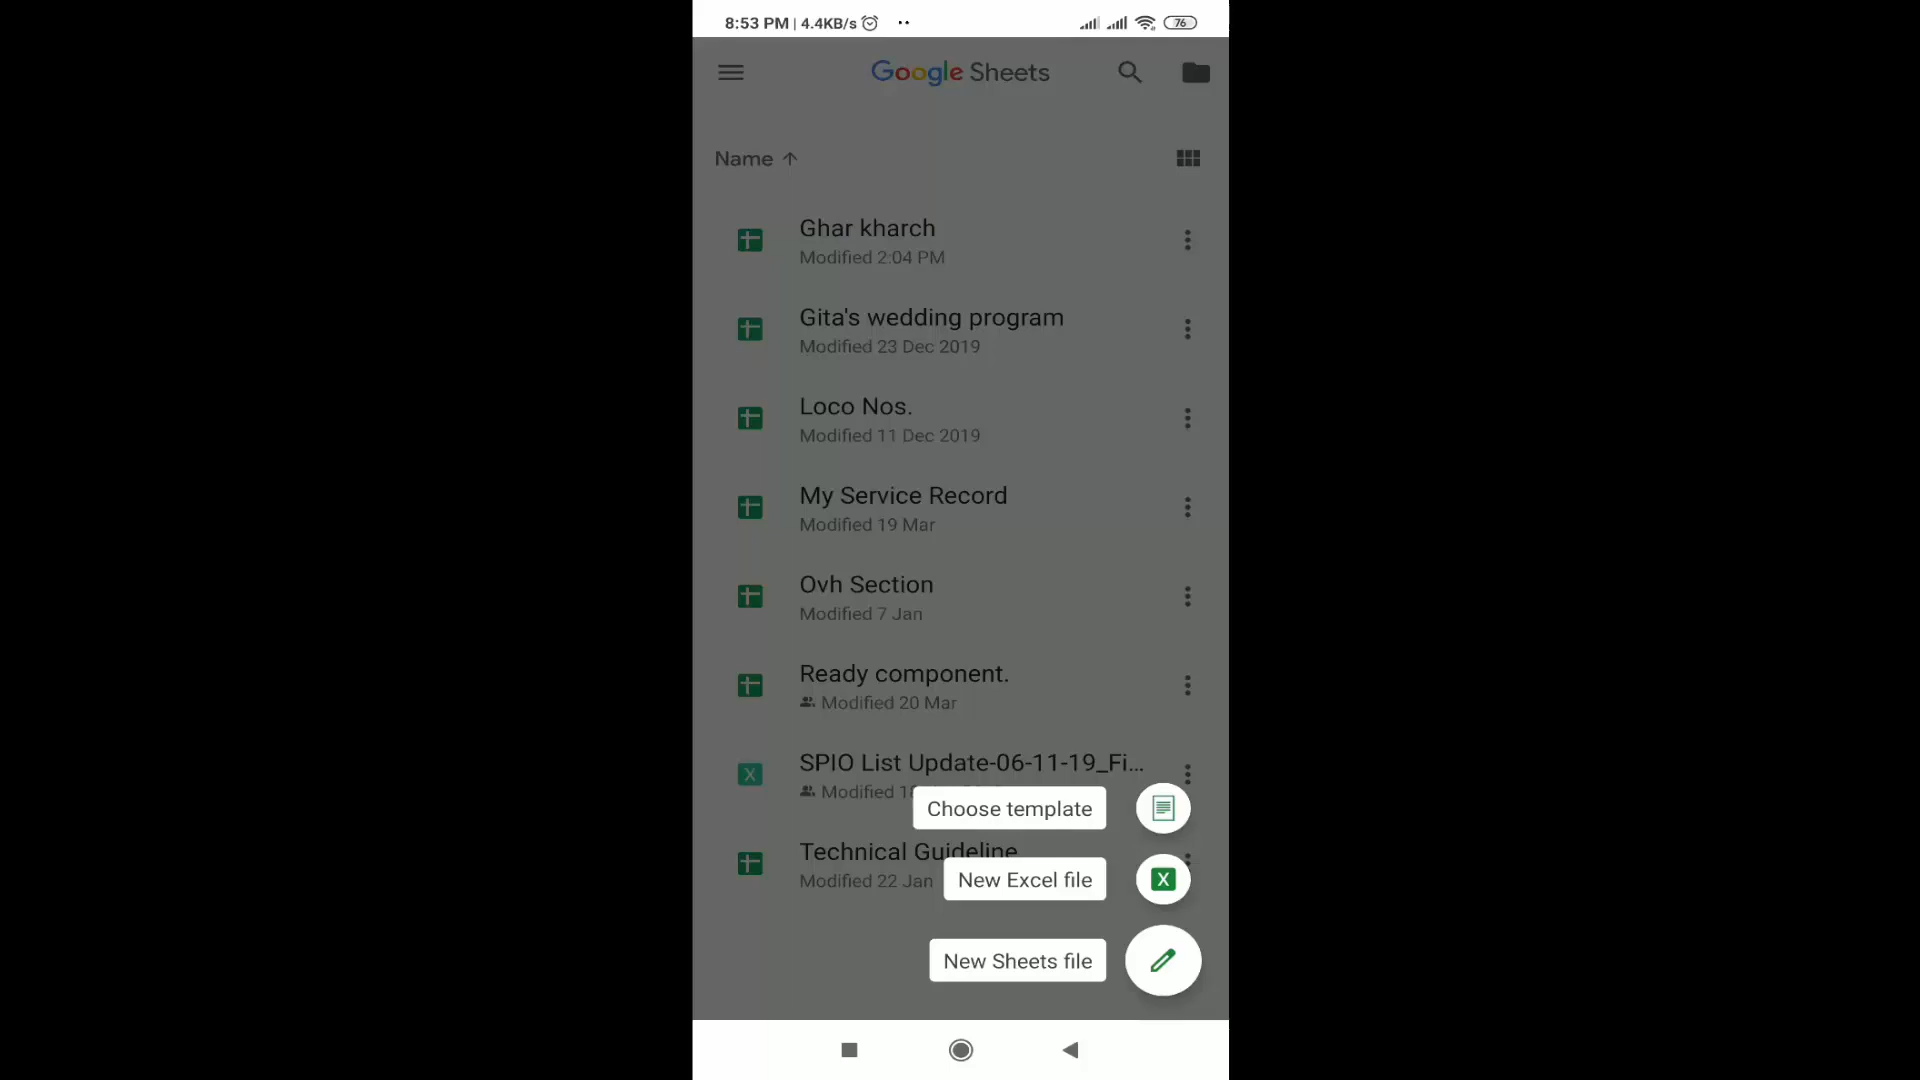 8:53 PM | 4.4KB/s
76
Google Sheets
Name ↑
Ghar kharch
Modified 2:04 PM
Gita's wedding program
Modified 23 Dec 2019
Loco Nos.
Modified 11 Dec 2019
My Service Record
Modified 19 Mar
Ovh Section
Modified 7 Jan
Ready component.
Modified 20 Mar
SPIO List Update-06-11-19_Fi...
Modified
Choose template
Technical Guideline
Modified 22 Jan
New Excel file
X
New Sheets file